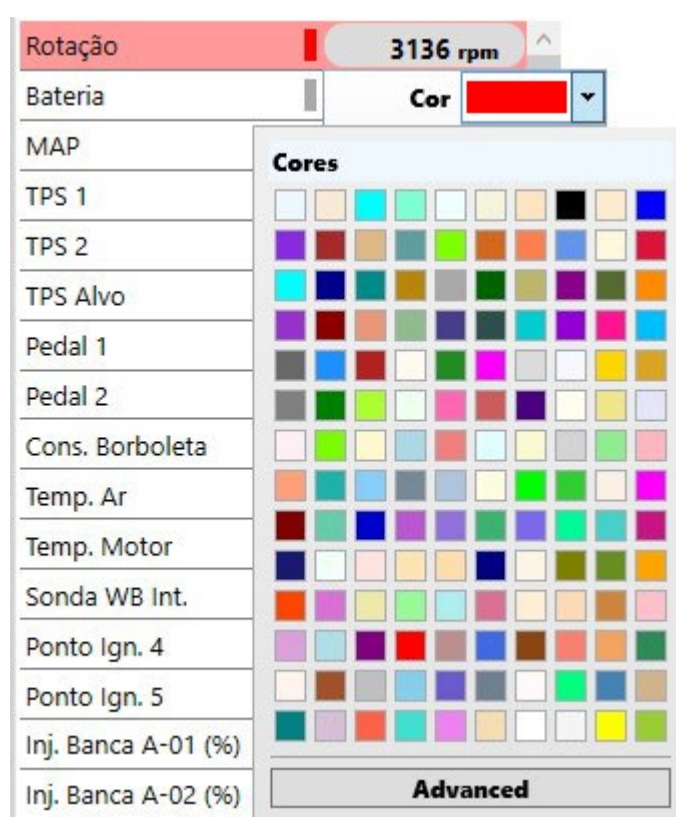 Rotação 3136 rpm
Bateria Cor
MAP
Cores
TPS 1
TPS 2
TPS Alvo
Pedal 1
Pedal 2
Cons. Borboleta
Temp. Ar
Temp. Motor
Sonda WB Int.
Ponto Ign. 4
Ponto Ign. 5
Inj. Banca A-01 (%)
Inj. Banca A-02 (%)
Advanced